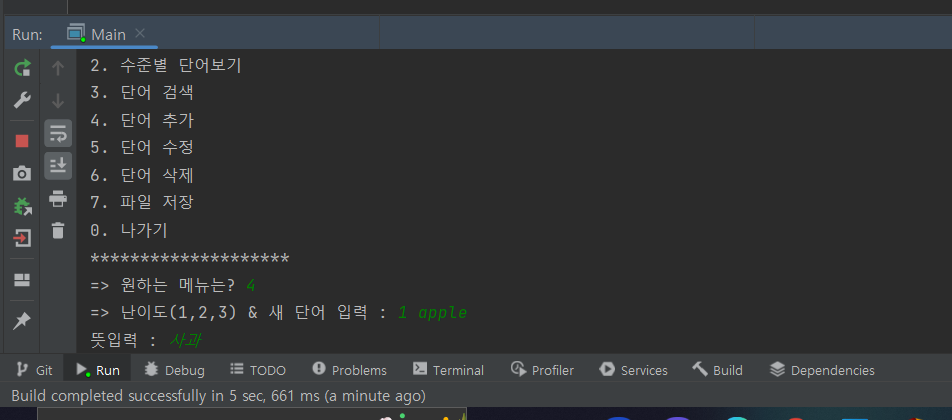 Run: Main
2. 수준별 단어보기
3. 단어 검색
4. 단어 추가
5. 단어 수정
6. 단어 삭제
7. 파일 저장
0. 나가기
********************
=> 원하는 메뉴는? 4
=> 난이도(1,2,3) & 새 단어 입력 : 1 apple
뜻입력 : 사과
Git Run Debug TODO Problems Terminal Profiler Services Build Dependencies
Build completed successfully in 5 sec, 661 ms (a minute ago)